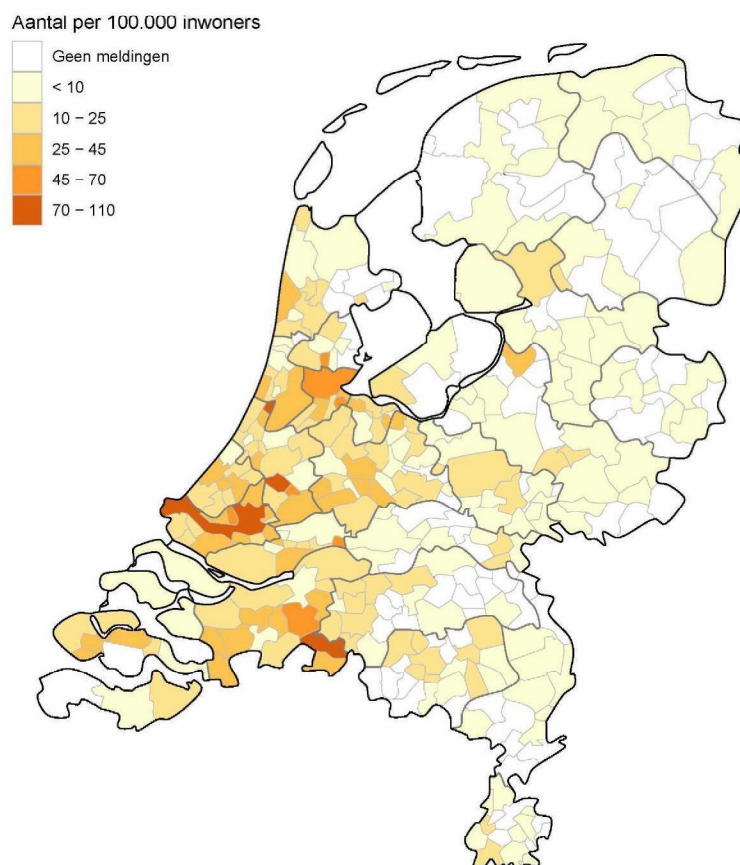 Aantal per 100.000 inwoners
Geen meldingen
< 10
10 – 25
25 – 45
45 – 70
70 – 110